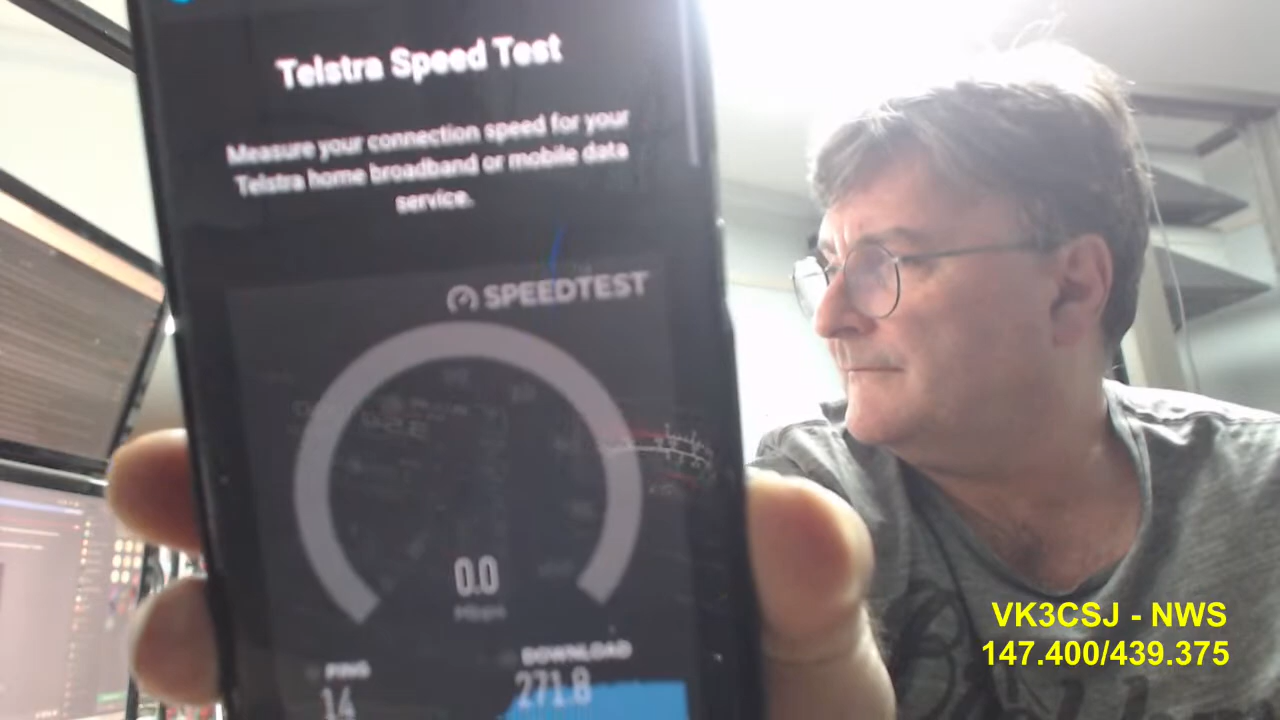 Telstra Speed Test
Measure your connection speed for your
Telstra home broadband or mobile data
service.
SPEEDTEST
0.0
Mbps
PING
DOWNLOAD
14
271.8
VK3CSJ - NWS
147.400/439.375